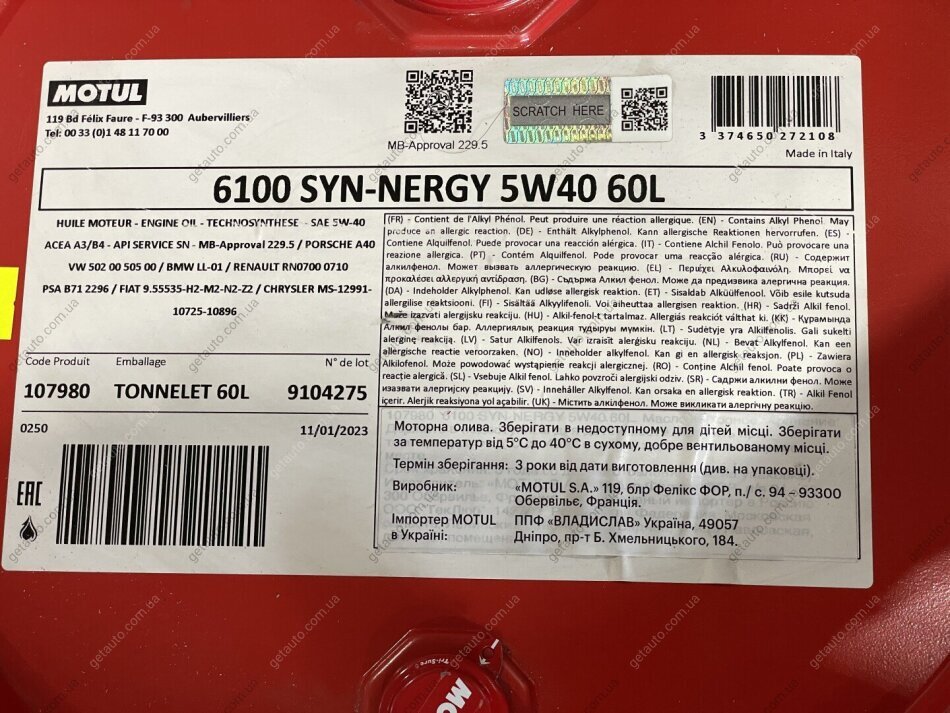 MOTUL
119 Bd Félix Faure - F-93 300 Aubervilliers
Tel: 00 33 (0)1 48 11 70 00
MB-Approval 229.5
SCRATCH HERE
3 374650 272108
Made in Italy
6100 SYN-NERGY 5W40 60L
HUILE MOTEUR - ENGINE OIL - TECHNOSYNTHESE - SAE 5W-40
ACEA A3/B4 - API SERVICE SN - MB-Approval 229.5 / PORSCHE A40
VW 502 00 505 00 / BMW LL-01 / RENAULT RN0700 0710
PSA B71 2296 / FIAT 9.55535-H2-M2-N2-Z2 / CHRYSLER MS-12991-
10725-10896
(FR) - Contient de l'Alkyl Phénol. Peut produire une réaction allergique. (EN) - Contains Alkyl Phenol. May
produce an allergic reaction. (DE) - Enthält Alkylphenol. Kann allergische Reaktionen hervorrufen. (ES) -
Contiene Alquilfenol. Puede provocar una reacción alérgica. (IT) - Contiene Alchil Fenolo. Può provocare una
reazione allergica. (PT) - Contém Alquilfenol. Pode provocar uma reacção alérgica. (RU) - Содержит
алкилфенол. Может вызвать аллергическую реакцию. (EL) - Περιέχει Αλκυλοφαινόλη. Μπορεί να
προκαλέσει αλλεργική αντίδραση. (BG) - Съдържа Алкил фенол. Може да предизвика алергична реакция.
(DA) - Indeholder Alkylphenol. Kan udløse allergisk reaktion. (ET) - Sisaldab Alküülfenool. Võib esile kutsuda
allergilise reaktsiooni. (FI) - Sisältää Alkyylifenoli. Voi aiheuttaa allergisen reaktion. (HR) - Sadrži Alkil fenol.
Može izazvati alergijsku reakciju. (HU) - Alkil-fenol-t tartalmaz. Allergiás reakciót válthat ki. (KK) - Құрамында
Алкил фенолы бар. Аллергиялық реакция тудыруы мүмкін. (LT) - Sudėtyje yra Alkilfenolis. Gali sukelti
alerginę reakciją. (LV) - Satur Alkilfenols. Var izraisīt alerģisku reakciju. (NL) - Bevat Alkylfenol. Kan een
allergische reactie veroorzaken. (NO) - Inneholder alkylfenol. Kan gi en allergisk reaksjon. (PL) - Zawiera
Alkilofenol. Może powodować wystąpienie reakcji alergicznej. (RO) - Conține Alchil Fenol. Poate provoca o
reacție alergică. (SL) - Vsebuje Alkil fenol. Lahko povzroči alergijski odziv. (SR) - Садржи алкилни фенол. Може
изазвати алергијску реакцију. (SV) - Innehåller Alkylfenol. Kan orsaka en allergisk reaktion. (TR) - Alkil Fenol
içerir. Alerjik reaksiyona yol açabilir. (UK) - Містить алкилфенол. Може викликати алергічну реакцію.
Code Produit Emballage N° de lot
107980 TONNELET 60L 9104275
0250 11/01/2023
107980 6100 SYN-NERGY 5W40 60L
Моторна олива. Зберігати в недоступному для дітей місці. Зберігати
за температур від 5°C до 40°C в сухому, добре вентильованому місці.
Термін зберігання: 3 роки від дати виготовлення (див. на упаковці).
Виробник: «MOTUL S.A.» 119, блр Фелікс ФОР, п./ с. 94 – 93300
Обервільє, Франція.
Імпортер MOTUL ППФ «ВЛАДИСЛАВ» Україна, 49057
в Україні: Дніпро, пр-т Б. Хмельницького, 184.
EAC
Tri-Sure
MOTUL
getauto.com.ua